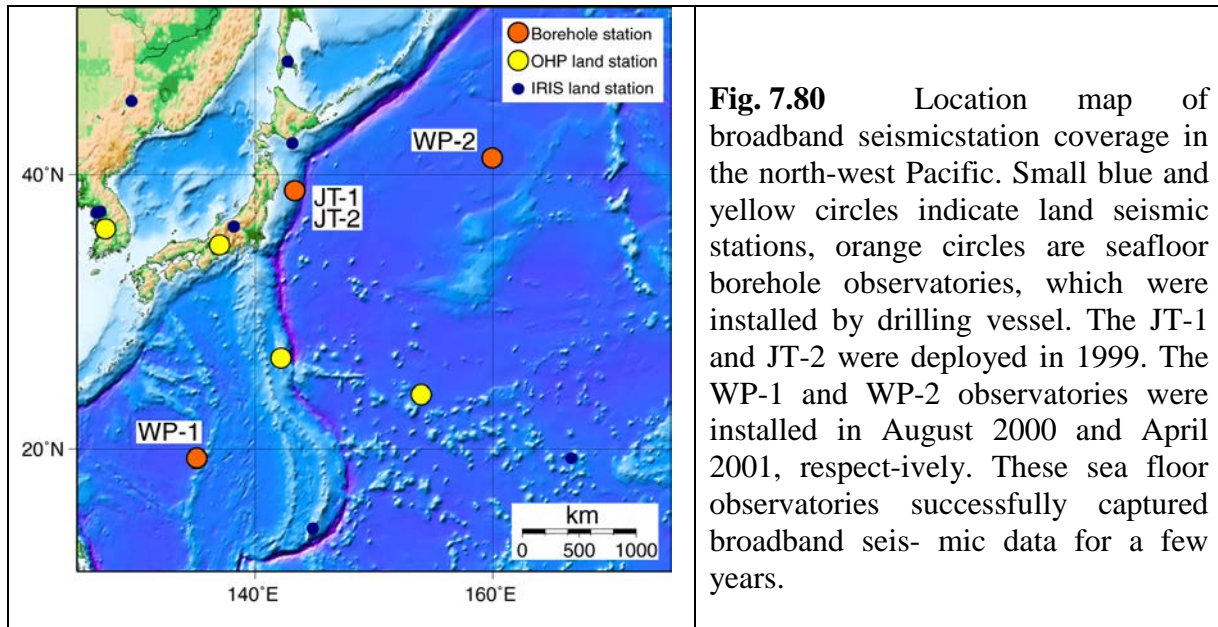 Borehole station
OHP land station
IRIS land station
WP-2
40°N
JT-1
JT-2
WP-1
20°N
km
0 500 1000
140°E 160°E
Fig. 7.80 Location map of
broadband seismicstation coverage in
the north-west Pacific. Small blue and
yellow circles indicate land seismic
stations, orange circles are seafloor
borehole observatories, which were
installed by drilling vessel. The JT-1
and JT-2 were deployed in 1999. The
WP-1 and WP-2 observatories were
installed in August 2000 and April
2001, respect-ively. These sea floor
observatories successfully captured
broadband seis- mic data for a few
years.